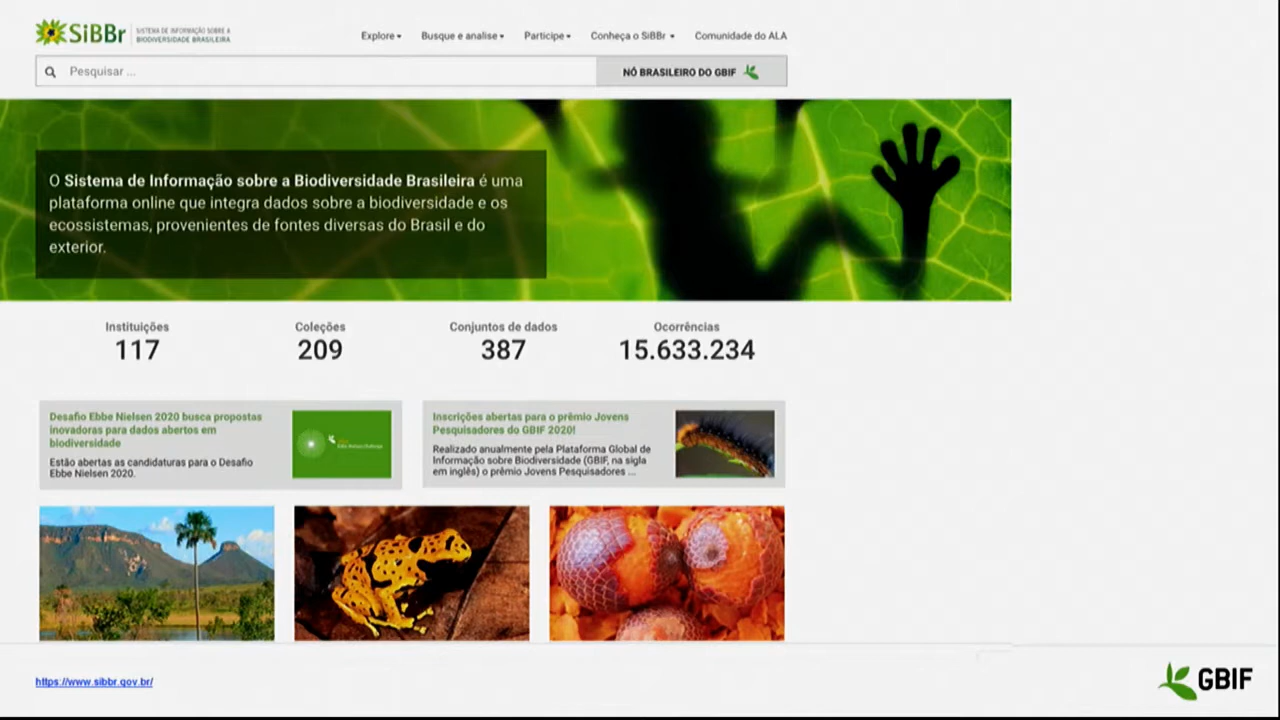 SiBBr
SISTEMA DE INFORMAÇÃO SOBRE A
BIODIVERSIDADE BRASILEIRA
Explore
Busque e analise
Participe
Conheça o SiBBr
Comunidade do ALA
Pesquisar ...
NÓ BRASILEIRO DO GBIF
O Sistema de Informação sobre a Biodiversidade Brasileira é uma
plataforma online que integra dados sobre a biodiversidade e os
ecossistemas, provenientes de fontes diversas do Brasil e do
exterior.
Instituições
117
Coleções
209
Conjuntos de dados
387
Ocorrências
15.633.234
Desafio Ebbe Nielsen 2020 busca propostas
inovadoras para dados abertos em
biodiversidade
Estão abertas as candidaturas para o Desafio
Ebbe Nielsen 2020.
Inscrições abertas para o prêmio Jovens
Pesquisadores do GBIF 2020!
Realizado anualmente pela Plataforma Global de
Informação sobre Biodiversidade (GBIF, na sigla
em inglês) o prêmio Jovens Pesquisadores ...
https://www.sibbr.gov.br/
GBIF